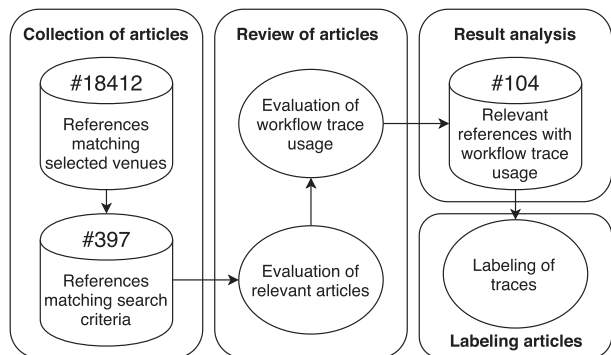 Collection of articles
#18412
References
matching
selected venues
#397
References
matching search
criteria
Review of articles
Evaluation of
workflow trace
usage
Evaluation of
relevant articles
Result analysis
#104
Relevant
references with
workflow trace
usage
Labeling of
traces
Labeling articles